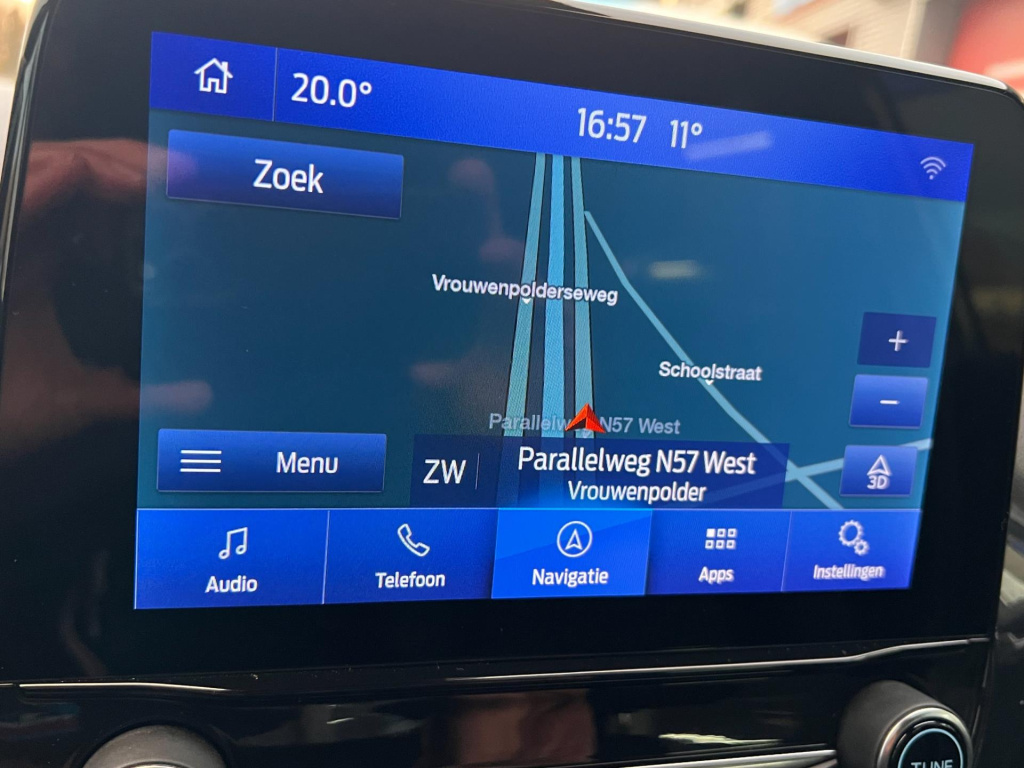 20.0°
16:57 11°
Zoek
Vrouwenpolderseweg
Schoolstraat
+
−
Parallelweg N57 West
Menu
ZW
Parallelweg N57 West
Vrouwenpolder
3D
Audio
Telefoon
Navigatie
Apps
Instellingen
TUNE